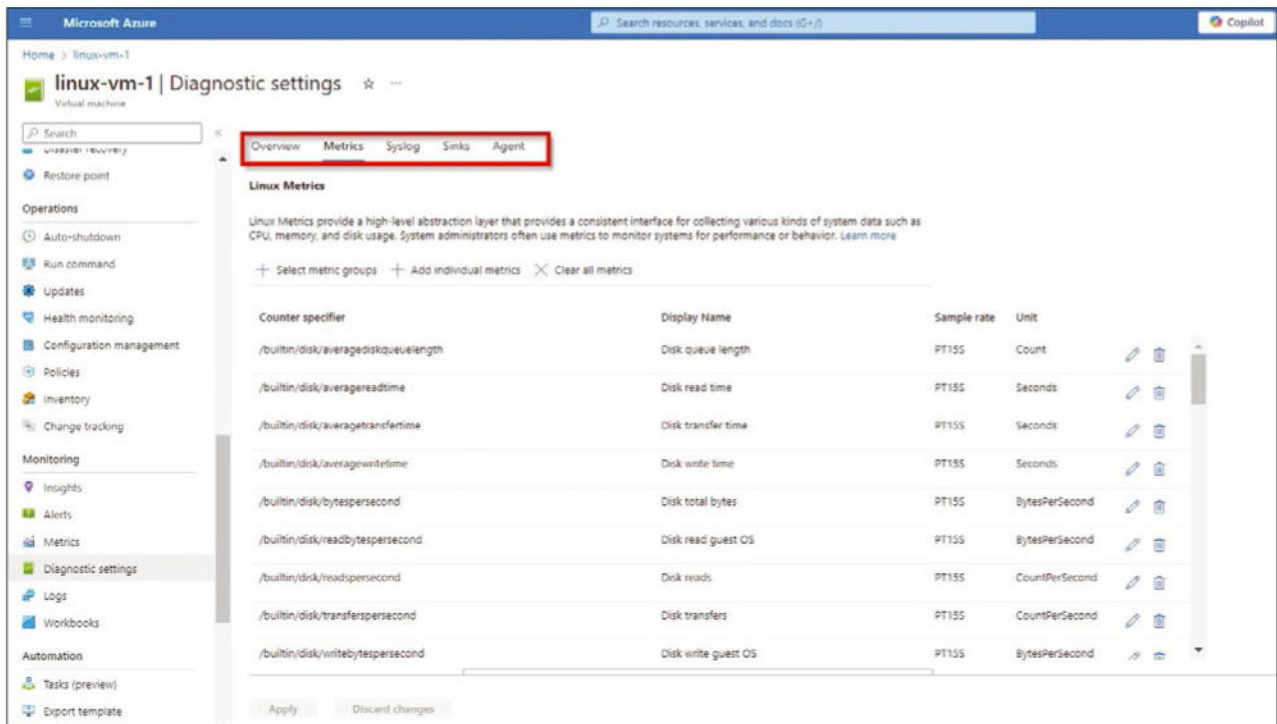 Microsoft Azure
Search resources, services, and docs (G+/)
Copilot
Home > linux-vm-1
linux-vm-1 | Diagnostic settings
Virtual machine
Search
Disaster recovery
Restore point
Operations
Auto-shutdown
Run command
Updates
Health monitoring
Configuration management
Policies
Inventory
Change tracking
Monitoring
Insights
Alerts
Metrics
Diagnostic settings
Logs
Workbooks
Automation
Tasks (preview)
Export template
Overview Metrics Syslog Sinks Agent
Linux Metrics
Linux Metrics provide a high-level abstraction layer that provides a consistent interface for collecting various kinds of system data such as
CPU, memory, and disk usage. System administrators often use metrics to monitor systems for performance or behavior. Learn more
Select metric groups Add individual metrics Clear all metrics
Counter specifier Display Name Sample rate Unit
/builtin/disk/averagediskqueuelength Disk queue length PT15S Count
/builtin/disk/averagereadtime Disk read time PT15S Seconds
/builtin/disk/averagetransfertime Disk transfer time PT15S Seconds
/builtin/disk/averagewritetime Disk write time PT15S Seconds
/builtin/disk/bytespersecond Disk total bytes PT15S BytesPerSecond
/builtin/disk/readbytespersecond Disk read guest OS PT15S BytesPerSecond
/builtin/disk/readspersecond Disk reads PT15S CountPerSecond
/builtin/disk/transferspersecond Disk transfers PT15S CountPerSecond
/builtin/disk/writebytespersecond Disk write guest OS PT15S BytesPerSecond
Apply Discard changes